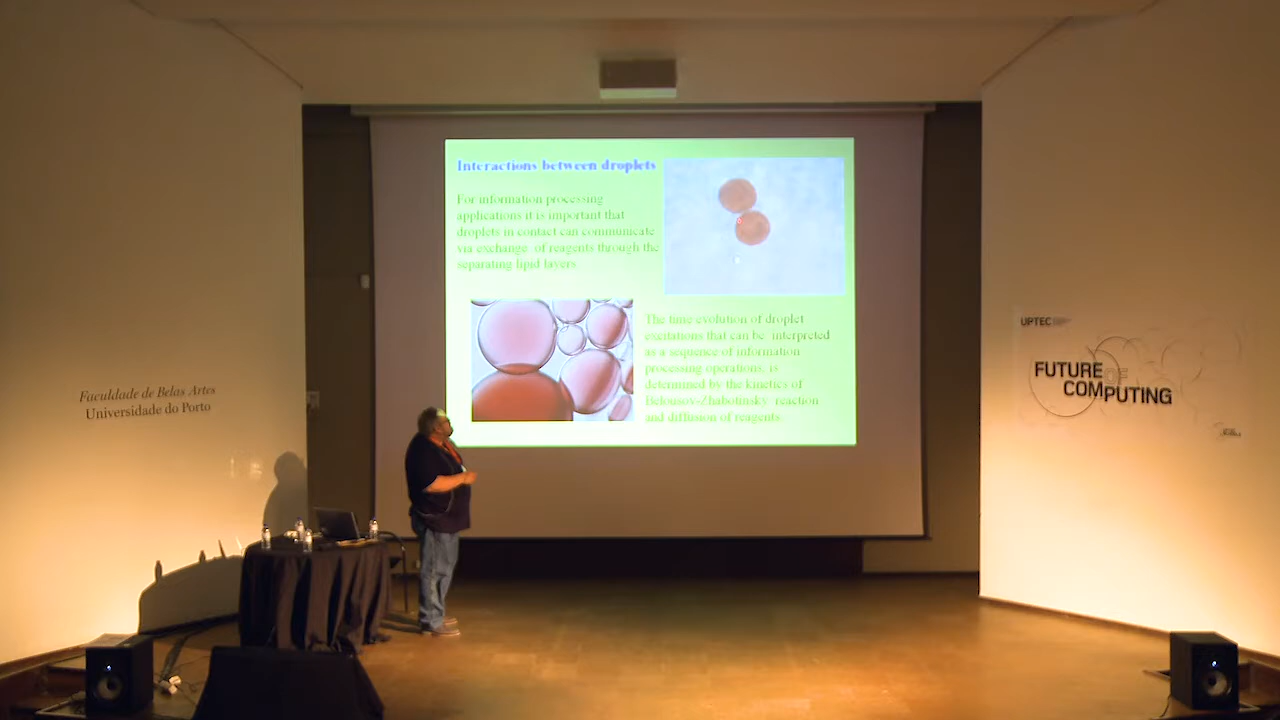 Interactions between droplets
For information processing
applications it is important that
droplets in contact can communicate
via exchange of reagents through the
separating lipid layers.
The time evolution of droplet
excitations that can be interpreted
as a sequence of information
processing operations, is
determined by the kinetics of
Belousov-Zhabotinsky reaction
and diffusion of reagents.
Faculdade de Belas Artes
Universidade do Porto
UPTEC
FUTURE OF
COMPUTING